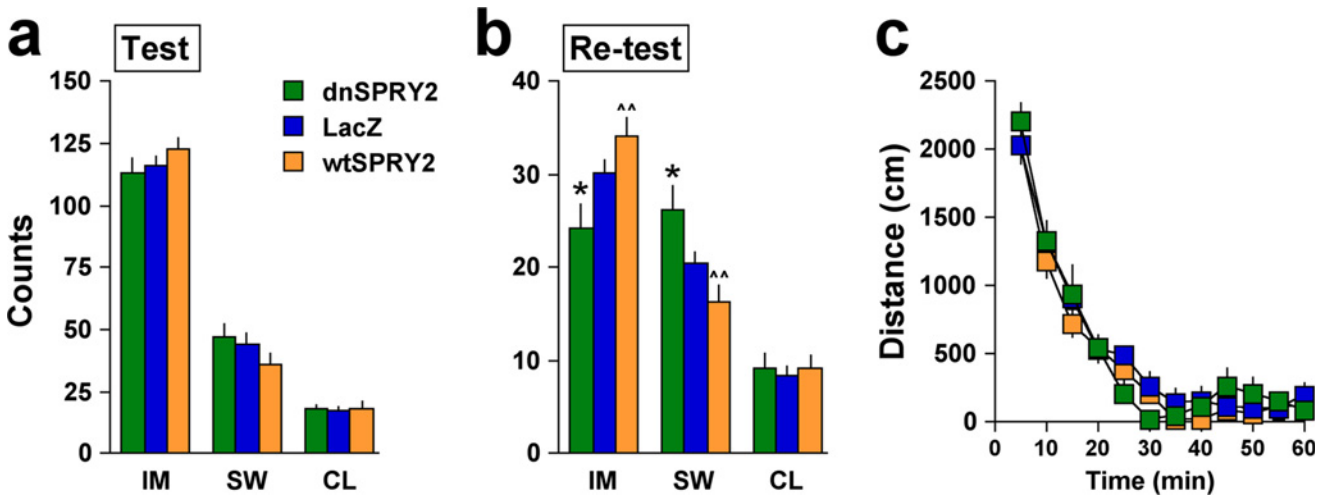 a Test
150
125
100
75
50
25
0
Counts
IM SW CL
dnSPRY2
LacZ
wtSPRY2
b Re-test
40
30
20
10
0
* ^^ * ^^
IM SW CL
c
2500
2000
1500
1000
500
0
Distance (cm)
0 10 20 30 40 50 60
Time (min)